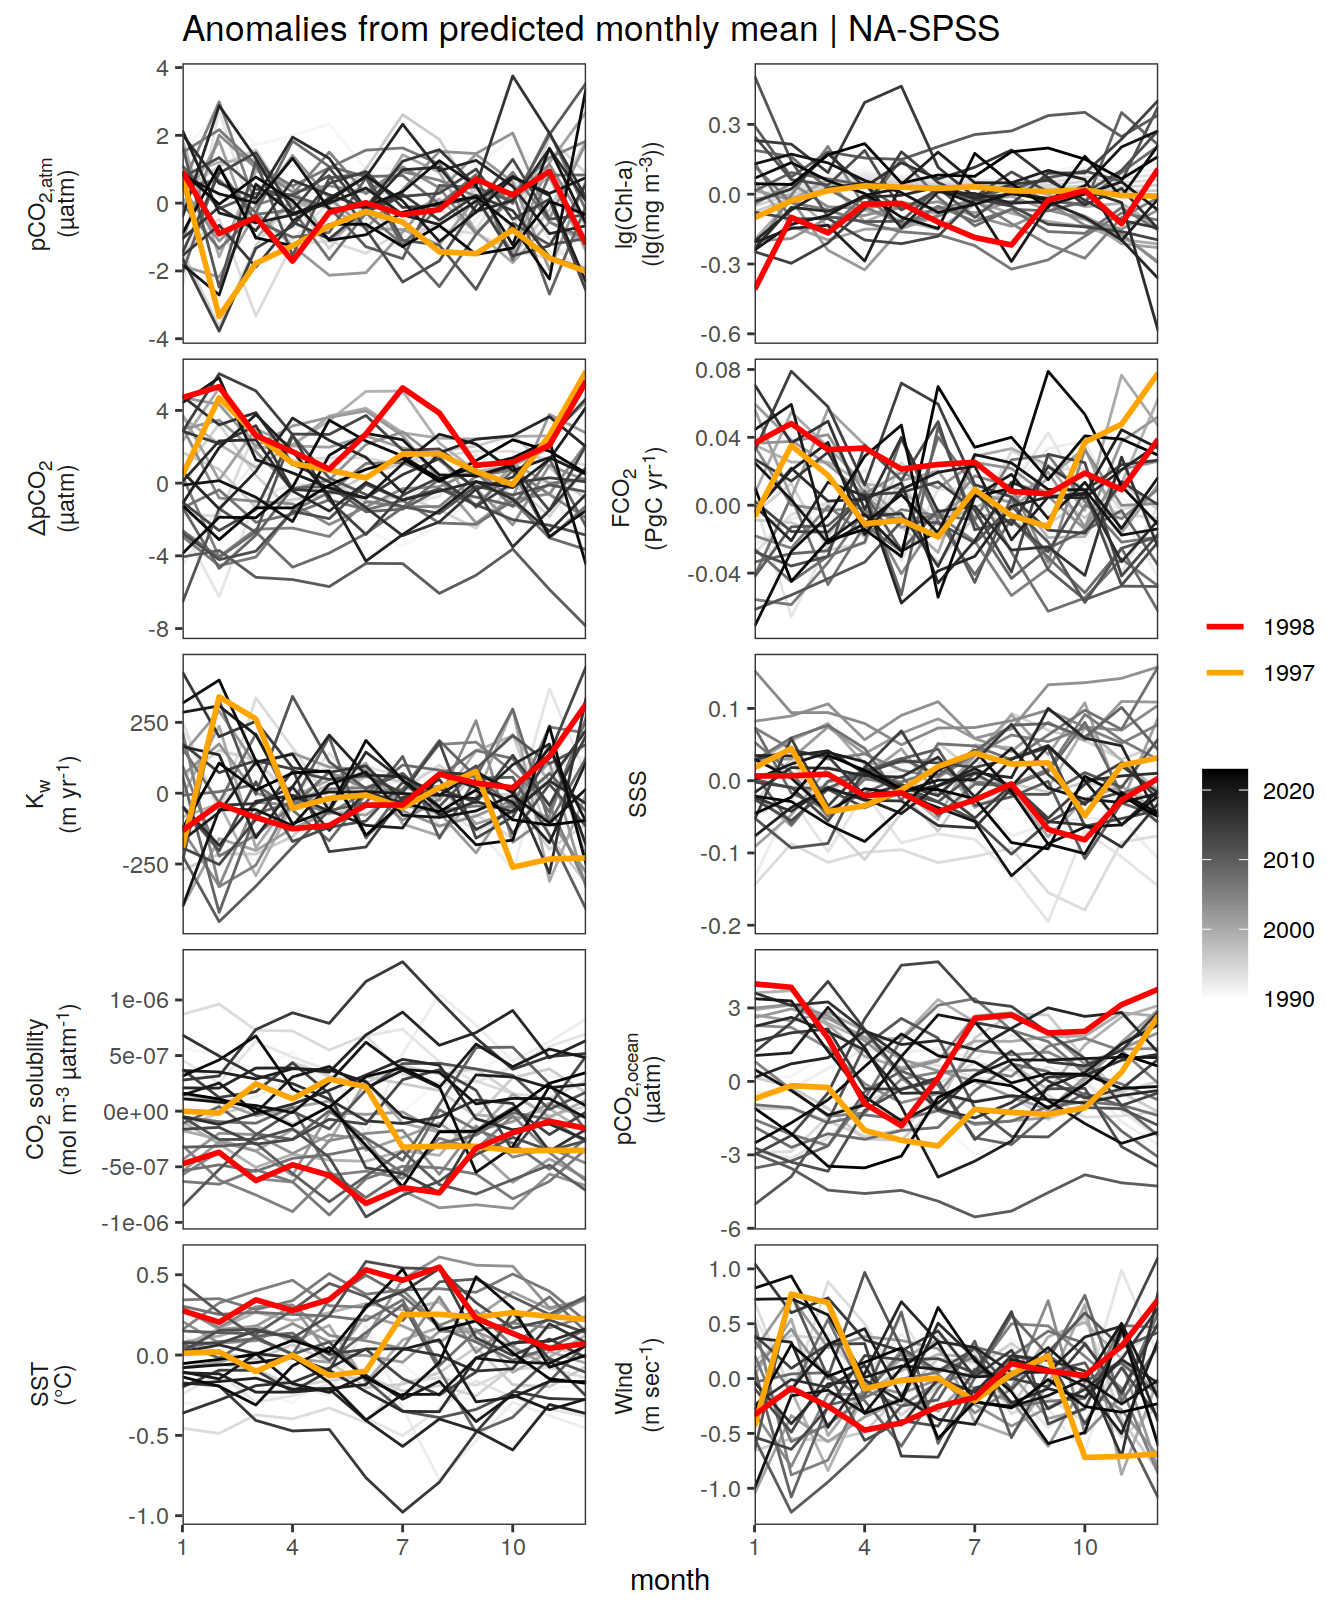 Anomalies from predicted monthly mean | NA-SPSS
pCO2,atm
(µatm)
4
2
0
-2
-4
lg(Chl-a)
(lg(mg m-3))
0.3
0.0
-0.3
-0.6
ΔpCO2
(µatm)
4
0
-4
-8
FCO2
(PgC yr-1)
0.08
0.04
0.00
-0.04
Kw
(m yr-1)
250
0
-250
SSS
0.1
0.0
-0.1
-0.2
CO2 solubility
(mol m-3 µatm-1)
1e-06
5e-07
0e+00
-5e-07
-1e-06
pCO2,ocean
(µatm)
3
0
-3
-6
SST
(°C)
0.5
0.0
-0.5
-1.0
Wind
(m sec-1)
1.0
0.5
0.0
-0.5
-1.0
1 4 7 10
1 4 7 10
month
1998
1997
2020
2010
2000
1990